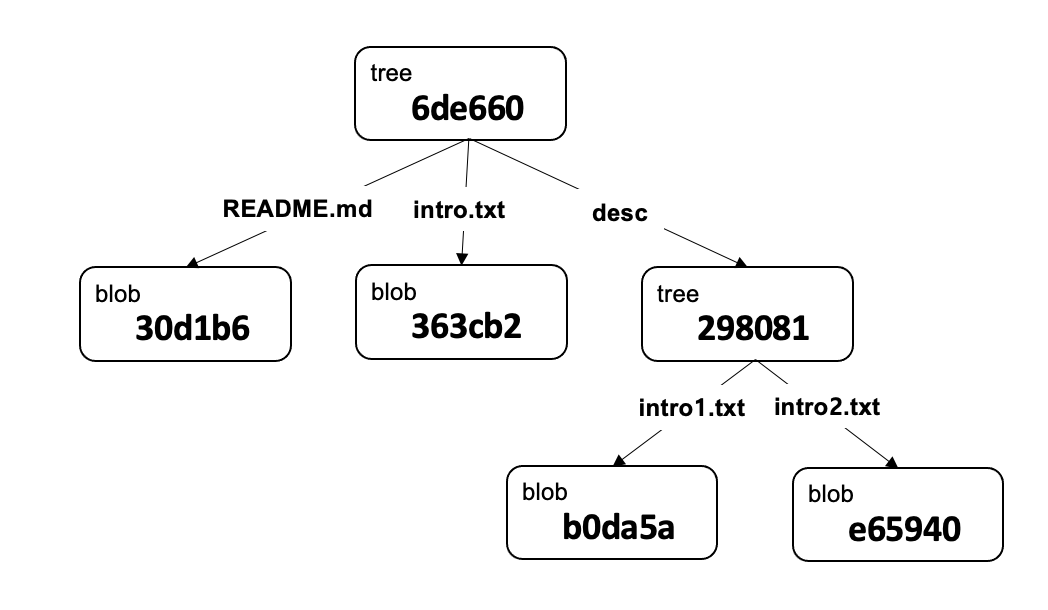 tree
6de660
README.md
intro.txt
desc
blob
30d1b6
blob
363cb2
tree
298081
intro1.txt
intro2.txt
blob
b0da5a
blob
e65940